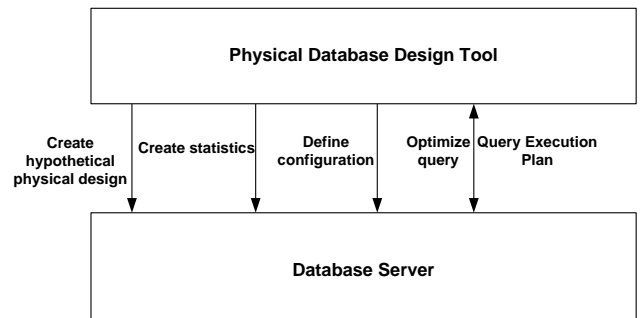 Physical Database Design Tool
Create
hypothetical
physical design
Create statistics
Define
configuration
Optimize
query
Query Execution
Plan
Database Server